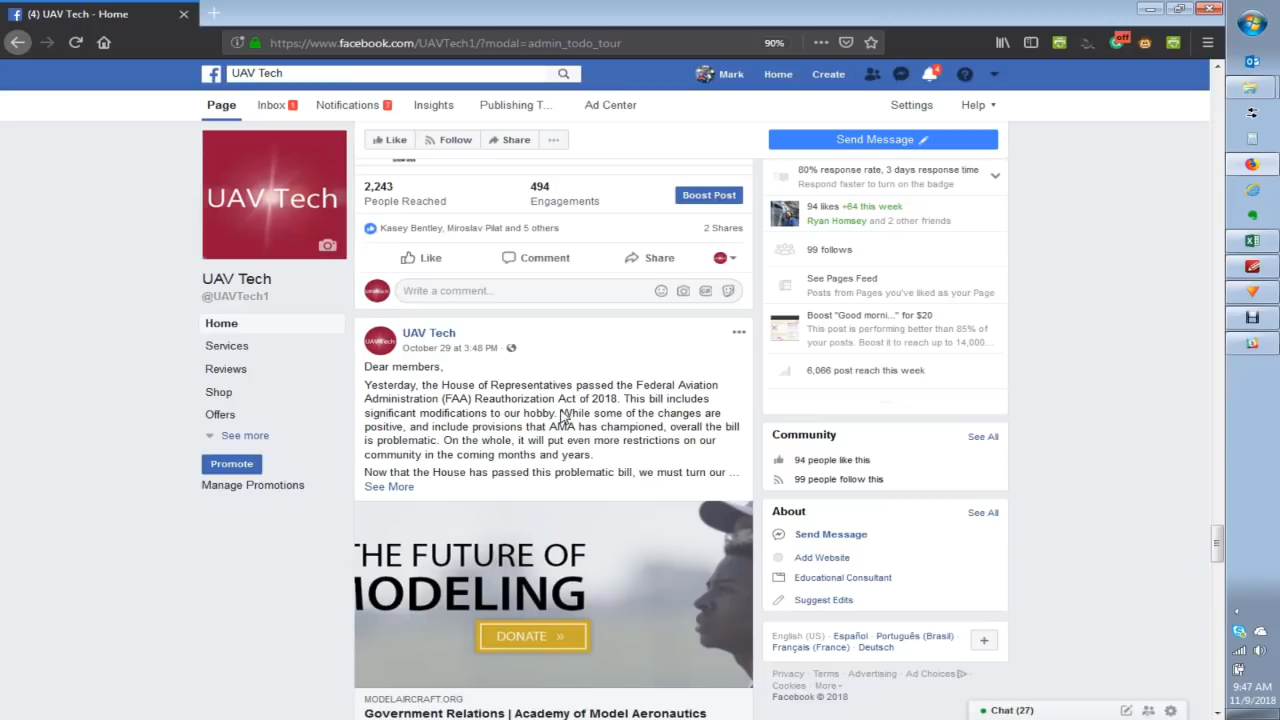 (4) UAV Tech - Home
https://www.facebook.com/UAVTech1/?modal=admin_todo_tour
90%
off
UAV Tech
Mark
Home
Create
4
Page
Inbox 1
Notifications 7
Insights
Publishing T...
Ad Center
Settings
Help
UAV Tech
UAV Tech
@UAVTech1
Home
Services
Reviews
Shop
Offers
See more
Promote
Manage Promotions
Like
Follow
Share
Send Message
2,243
People Reached
494
Engagements
Boost Post
Kasey Bentley, Miroslav Pilat and 5 others
2 Shares
Like
Comment
Share
Write a comment...
GIF
UAV Tech
October 29 at 3:48 PM ·
Dear members,
Yesterday, the House of Representatives passed the Federal Aviation
Administration (FAA) Reauthorization Act of 2018. This bill includes
significant modifications to our hobby. While some of the changes are
positive, and include provisions that AMA has championed, overall the bill
is problematic. On the whole, it will put even more restrictions on our
community in the coming months and years.
Now that the House has passed this problematic bill, we must turn our ...
See More
THE FUTURE OF
MODELING
DONATE »
MODELAIRCRAFT.ORG
Government Relations | Academy of Model Aeronautics
80% response rate, 3 days response time
Respond faster to turn on the badge
94 likes +64 this week
Ryan Homsey and 2 other friends
99 follows
See Pages Feed
Posts from Pages you've liked as your Page
Boost "Good morni..." for $20
This post is performing better than 85% of
your posts. Boost it to reach up to 14,000...
6,066 post reach this week
Community
See All
94 people like this
99 people follow this
About
See All
Send Message
Add Website
Educational Consultant
Suggest Edits
English (US) · Español · Português (Brasil) ·
Français (France) · Deutsch
Privacy · Terms · Advertising · Ad Choices ·
Cookies · More
Facebook © 2018
Chat (27)
9:47 AM
11/9/2018